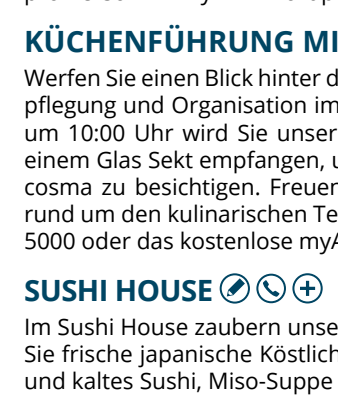 KÜCHENFÜHRUNG MI
Werfen Sie einen Blick hinter d
pflegung und Organisation im
um 10:00 Uhr wird Sie unser
einem Glas Sekt empfangen, u
cosma zu besichtigen. Freuen
rund um den kulinarischen Te
5000 oder das kostenlose myA
SUSHI HOUSE
Im Sushi House zaubern unse
Sie frische japanische Köstlich
und kaltes Sushi, Miso-Suppe